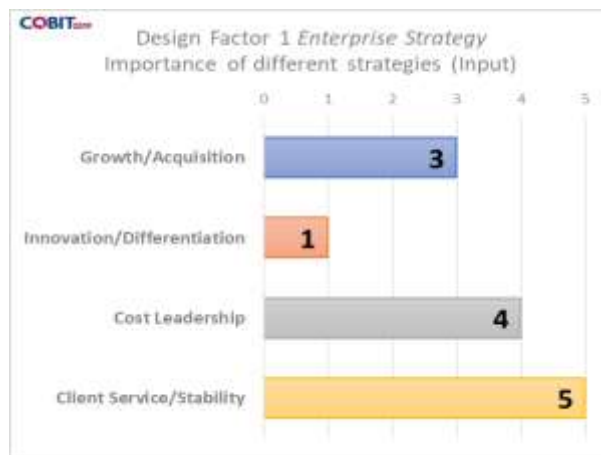 COBIT
Design Factor 1 Enterprise Strategy
Importance of different strategies (Input)
0 1 2 3 4 5
Growth/Acquisition 3
Innovation/Differentiation 1
Cost Leadership 4
Client Service/Stability 5